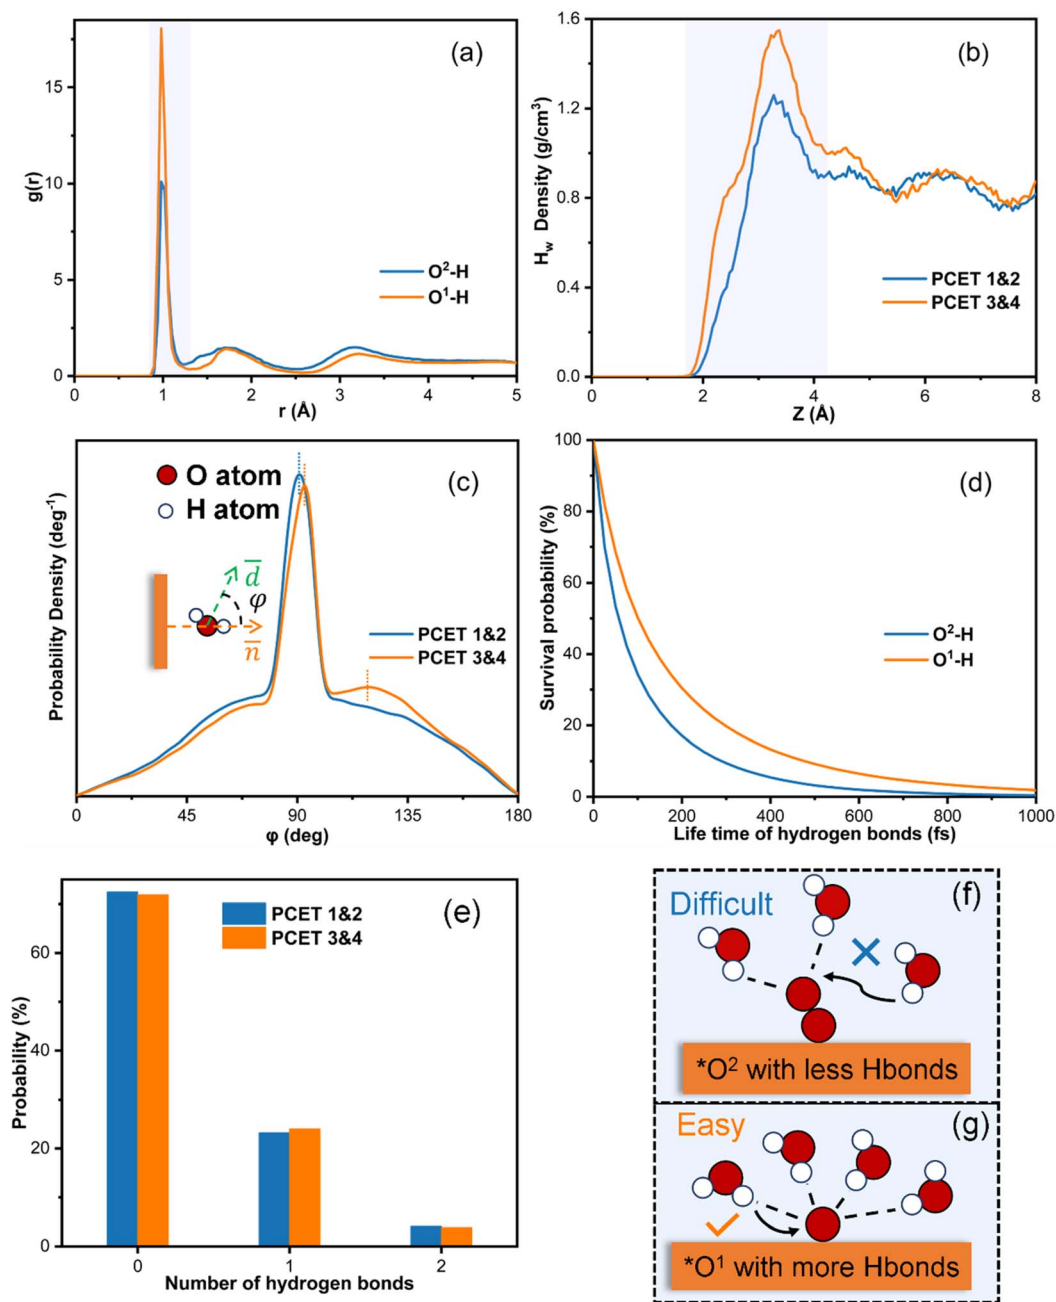 (a)
g(r)
15
10
5
0
O²-H
O¹-H
0
1
2
3
4
5
r (Å)
(b)
H_w Density (g/cm³)
1.6
1.2
0.8
0.4
0.0
PCET 1&2
PCET 3&4
0
2
4
6
8
Z (Å)
(c)
Probability Density (deg⁻¹)
O atom
H atom
d̅
φ
n̅
PCET 1&2
PCET 3&4
0
45
90
135
180
φ (deg)
(d)
Survival probability (%)
100
80
60
40
20
0
O²-H
O¹-H
0
200
400
600
800
1000
Life time of hydrogen bonds (fs)
(e)
Probability (%)
60
40
20
0
PCET 1&2
PCET 3&4
0
1
2
Number of hydrogen bonds
(f)
Difficult
*O² with less Hbonds
(g)
Easy
*O¹ with more Hbonds